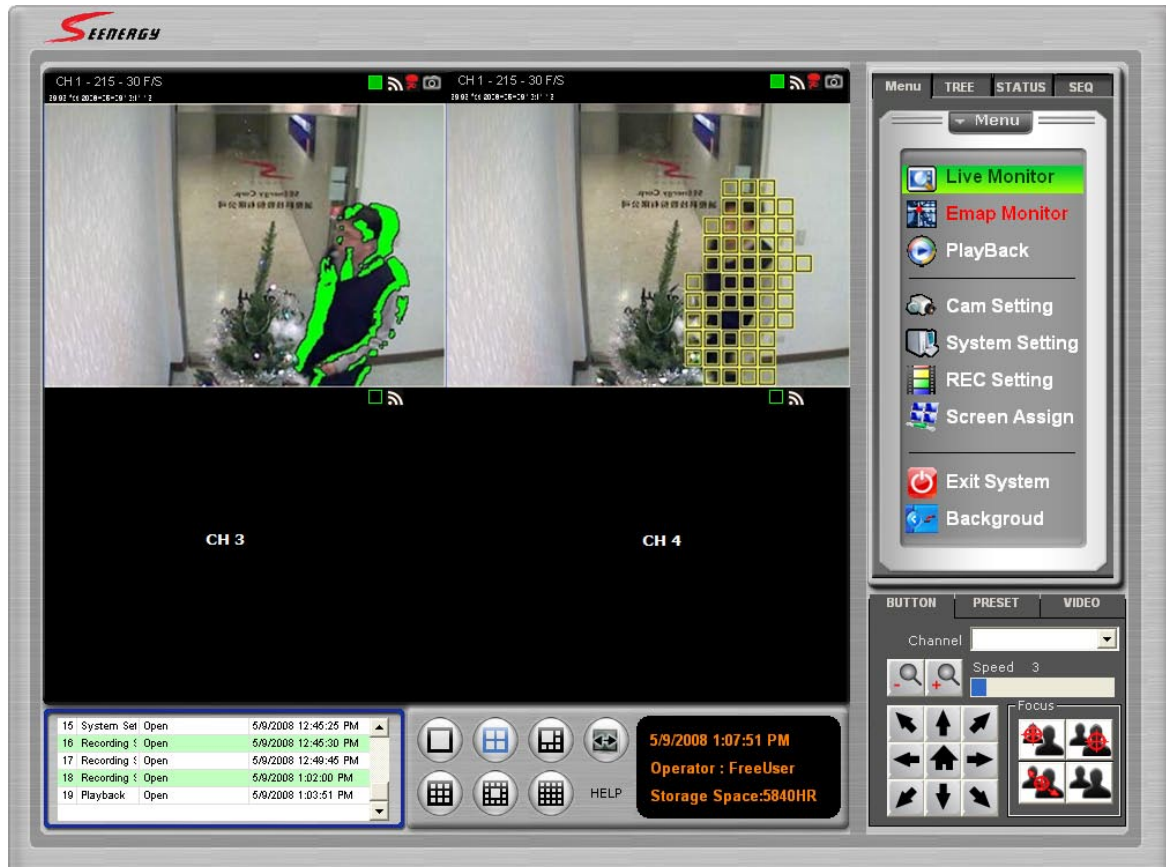 SEENERGY
CH 1 - 215 - 30 F/S
CH 1 - 215 - 30 F/S
CH 3
CH 4
Menu TREE STATUS SEQ
Menu
Live Monitor
Emap Monitor
PlayBack
Cam Setting
System Setting
REC Setting
Screen Assign
Exit System
Backgroud
BUTTON PRESET VIDEO
Channel
Speed 3
Focus
15 System Set Open 5/9/2008 12:45:25 PM
16 Recording S Open 5/9/2008 12:45:30 PM
17 Recording S Open 5/9/2008 12:49:45 PM
18 Recording S Open 5/9/2008 1:02:00 PM
19 Playback Open 5/9/2008 1:03:51 PM
HELP
5/9/2008 1:07:51 PM
Operator : FreeUser
Storage Space:5840HR